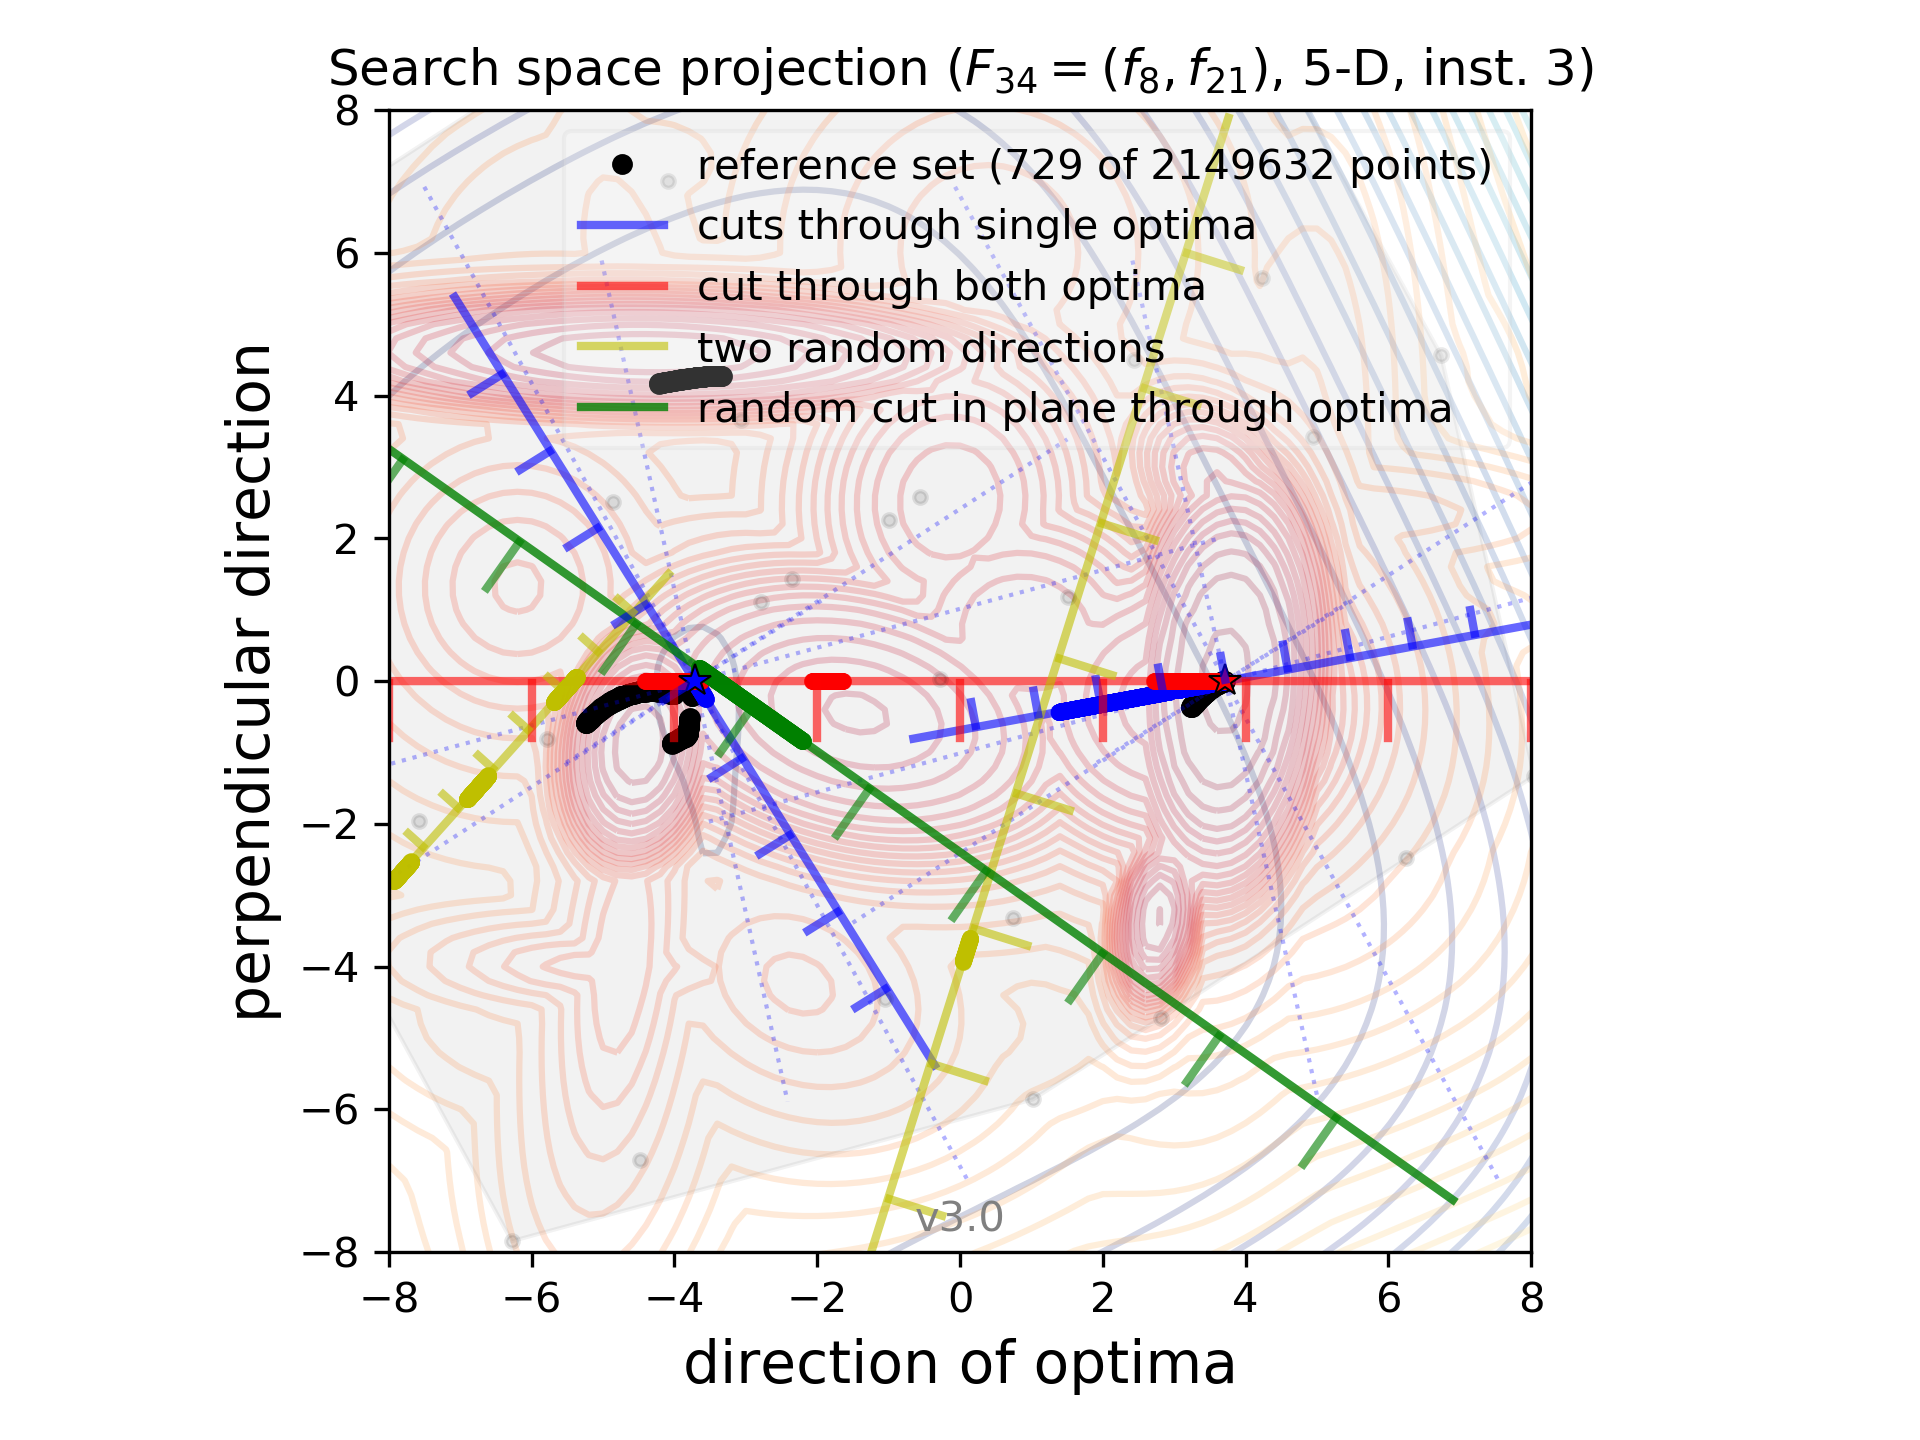 Search space projection (F34 = (f8, f21), 5-D, inst. 3)
reference set (729 of 2149632 points)
cuts through single optima
cut through both optima
two random directions
random cut in plane through optima
8
6
4
2
0
−2
−4
−6
−8
perpendicular direction
v3.0
−8 −6 −4 −2 0 2 4 6 8
direction of optima